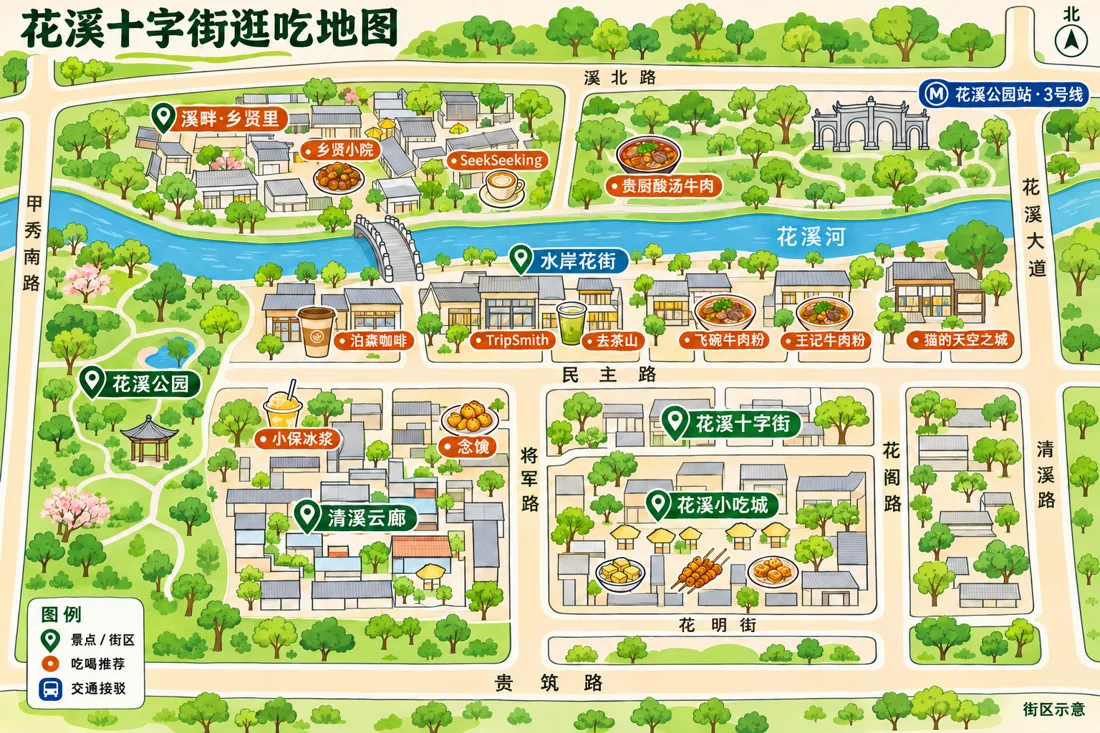 花溪十字街逛吃地图
北
溪北路
花溪公园站·3号线
溪畔·乡贤里
乡贤小院
SeekSeeking
贵厨酸汤牛肉
甲秀南路
花溪大道
花溪河
水岸花街
泊森咖啡
TripSmith
去茶山
飞碗牛肉粉
王记牛肉粉
猫的天空之城
民主路
花溪公园
小保冰浆
念馋
花溪十字街
将军路
花阁路
清溪路
清溪云廊
花溪小吃城
花明街
贵筑路
图例
景点/街区
吃喝推荐
交通接驳
街区示意